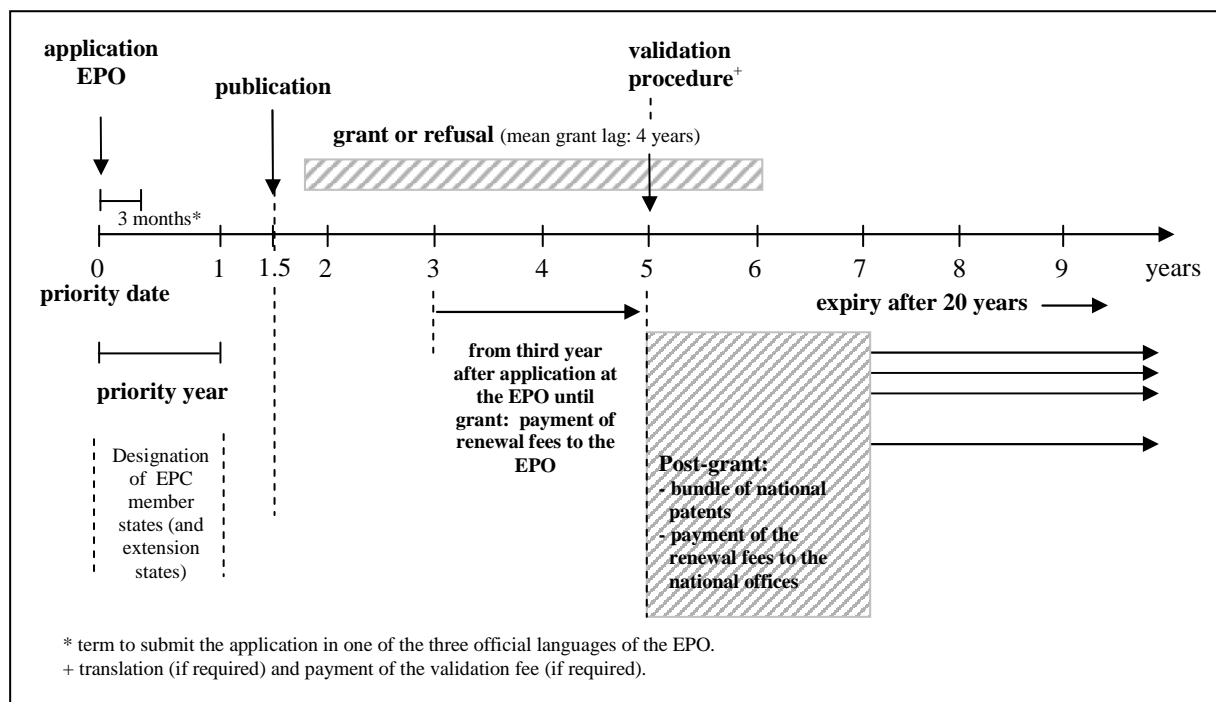 application
EPO
validation
procedure+
publication
grant or refusal (mean grant lag: 4 years)
3 months*
0 1 1.5 2 3 4 5 6 7 8 9 years
priority date
expiry after 20 years
priority year
from third year
after application at
the EPO until
grant: payment of
renewal fees to the
EPO
Designation
of EPC
member
states (and
extension
states)
Post-grant:
- bundle of national
patents
- payment of the
renewal fees to the
national offices
* term to submit the application in one of the three official languages of the EPO.
+ translation (if required) and payment of the validation fee (if required).